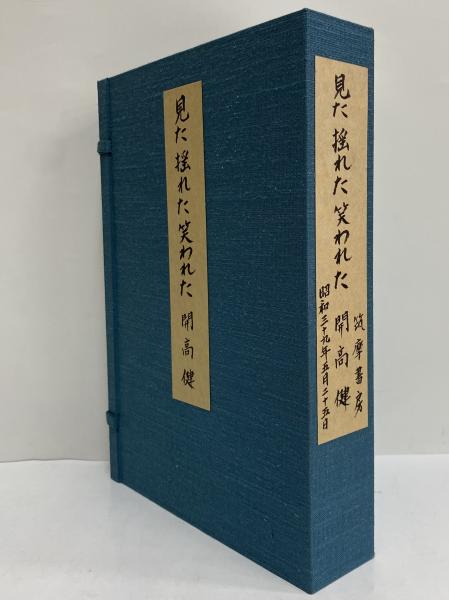 見た揺れた笑われた 開高健
見た揺れた笑われた 開高健
筑摩書房
昭和三十九年五月二十五日